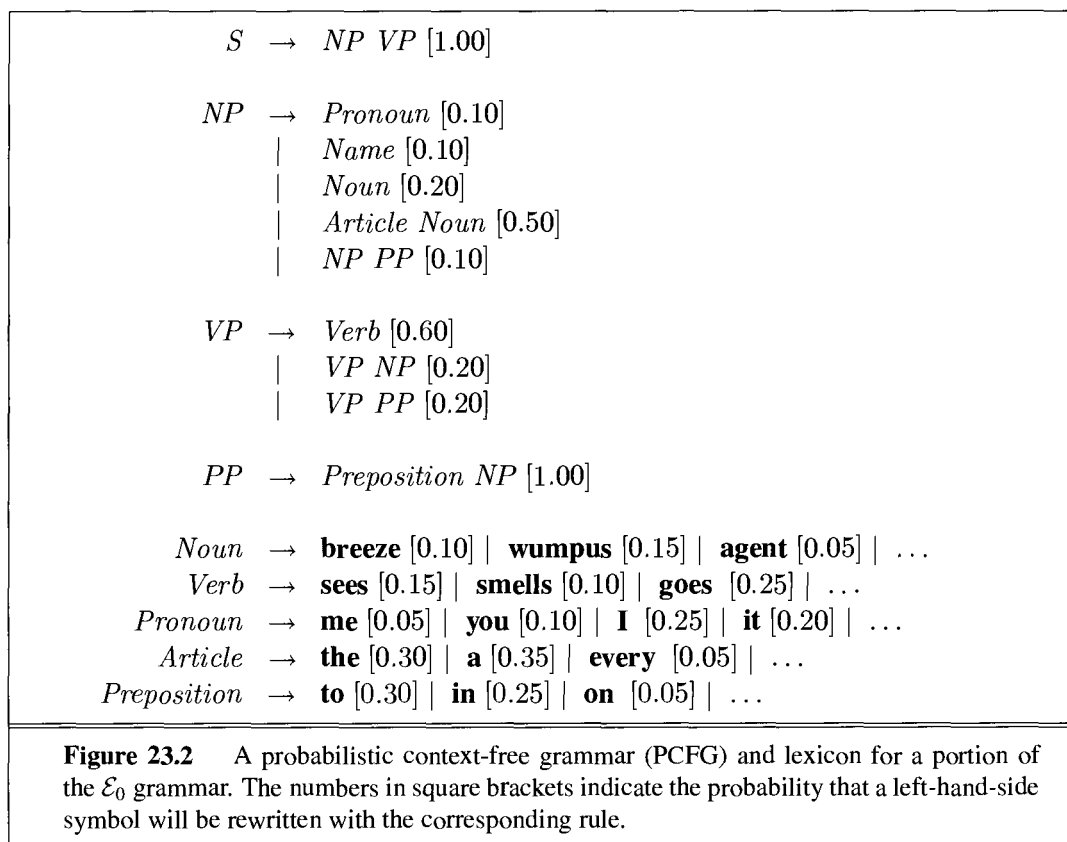 S → NP VP [1.00]
NP → Pronoun [0.10]
| Name [0.10]
| Noun [0.20]
| Article Noun [0.50]
| NP PP [0.10]
VP → Verb [0.60]
| VP NP [0.20]
| VP PP [0.20]
PP → Preposition NP [1.00]
Noun → breeze [0.10] | wumpus [0.15] | agent [0.05] | ...
Verb → sees [0.15] | smells [0.10] | goes [0.25] | ...
Pronoun → me [0.05] | you [0.10] | I [0.25] | it [0.20] | ...
Article → the [0.30] | a [0.35] | every [0.05] | ...
Preposition → to [0.30] | in [0.25] | on [0.05] | ...
Figure 23.2 A probabilistic context-free grammar (PCFG) and lexicon for a portion of
the ℰ₀ grammar. The numbers in square brackets indicate the probability that a left-hand-side
symbol will be rewritten with the corresponding rule.